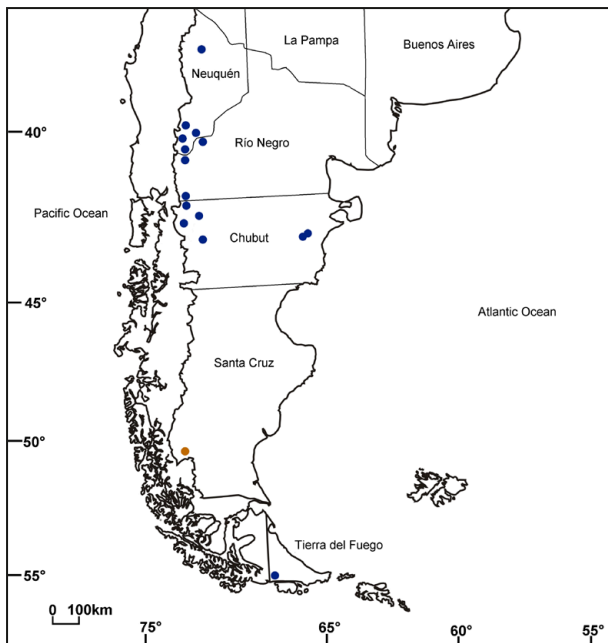 La Pampa
Buenos Aires
Neuquén
40°
Río Negro
Pacific Ocean
Chubut
45°
Atlantic Ocean
Santa Cruz
50°
Tierra del Fuego
55°
0 100km
75° 65° 60° 55°